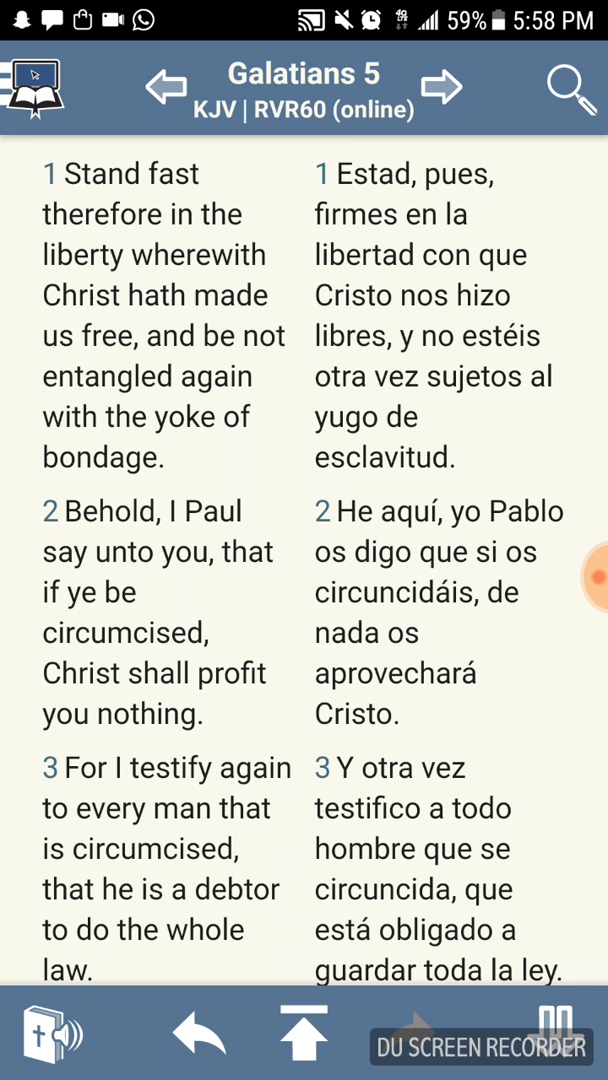 59% 5:58 PM
Galatians 5
KJV | RVR60 (online)
1 Stand fast
therefore in the
liberty wherewith
Christ hath made
us free, and be not
entangled again
with the yoke of
bondage.
2 Behold, I Paul
say unto you, that
if ye be
circumcised,
Christ shall profit
you nothing.
3 For I testify again
to every man that
is circumcised,
that he is a debtor
to do the whole
law.
1 Estad, pues,
firmes en la
libertad con que
Cristo nos hizo
libres, y no estéis
otra vez sujetos al
yugo de
esclavitud.
2 He aquí, yo Pablo
os digo que si os
circuncidáis, de
nada os
aprovechará
Cristo.
3 Y otra vez
testifico a todo
hombre que se
circuncida, que
está obligado a
guardar toda la ley.
DU SCREEN RECORDER